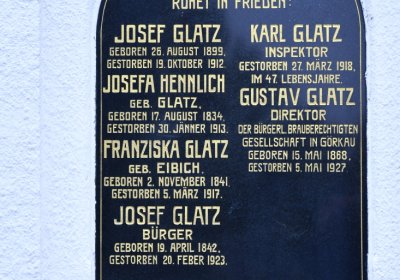 RUHET IN FRIEDEN:
JOSEF GLATZ
GEBOREN 26. AUGUST 1899,
GESTORBEN 19. OKTOBER 1912.
JOSEFA HENNLICH
GEB. GLATZ,
GEBOREN 17. AUGUST 1834,
GESTORBEN 30. JÄNNER 1913.
FRANZISKA GLATZ
GEB. EIBICH,
GEBOREN 2. NOVEMBER 1841,
GESTORBEN 5. MÄRZ 1917.
JOSEF GLATZ
BÜRGER
GEBOREN 19. APRIL 1842,
GESTORBEN 20. FEBER 1923.
KARL GLATZ
INSPEKTOR
GESTORBEN 27. MÄRZ 1918,
IM 47. LEBENSJAHRE.
GUSTAV GLATZ
DIREKTOR
DER BÜRGERL. BRAUBERECHTIGTEN
GESELLSCHAFT IN GÖRKAU
GEBOREN 15. MAI 1868,
GESTORBEN 5. MAI 1927.